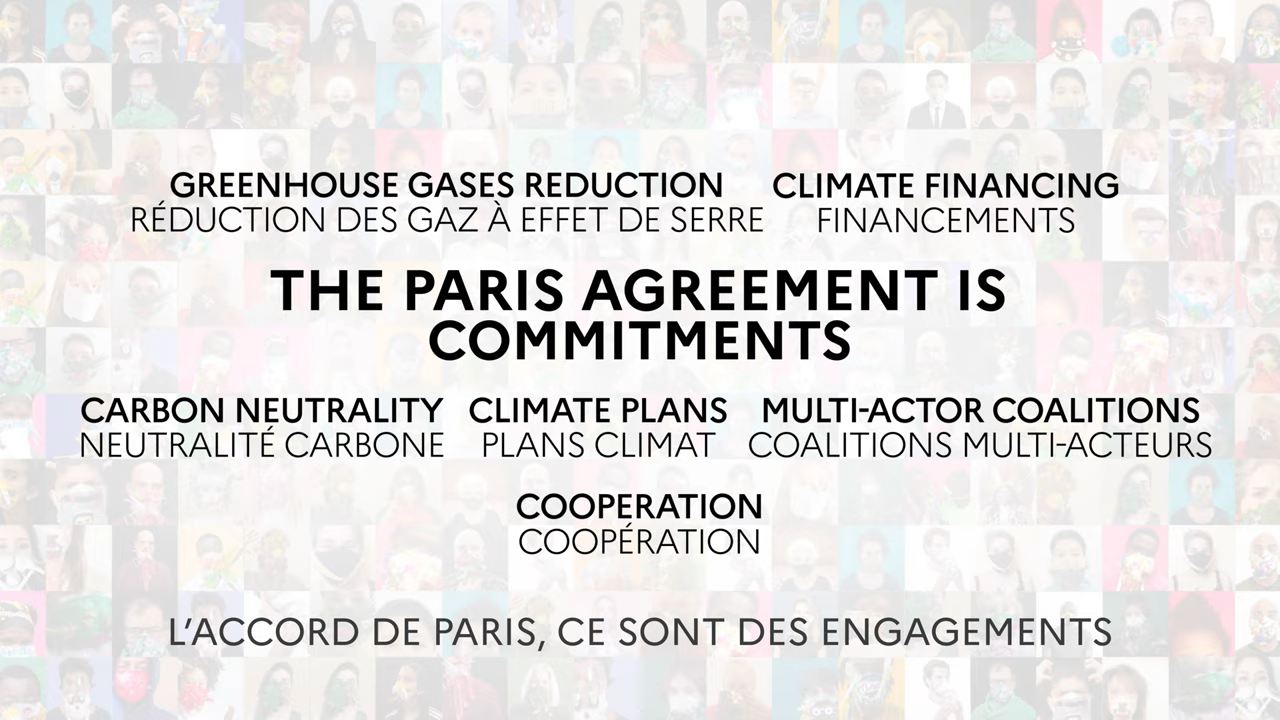 GREENHOUSE GASES REDUCTION
RÉDUCTION DES GAZ À EFFET DE SERRE
CLIMATE FINANCING
FINANCEMENTS
THE PARIS AGREEMENT IS
COMMITMENTS
CARBON NEUTRALITY
NEUTRALITÉ CARBONE
CLIMATE PLANS
PLANS CLIMAT
MULTI-ACTOR COALITIONS
COALITIONS MULTI-ACTEURS
COOPERATION
COOPÉRATION
L'ACCORD DE PARIS, CE SONT DES ENGAGEMENTS